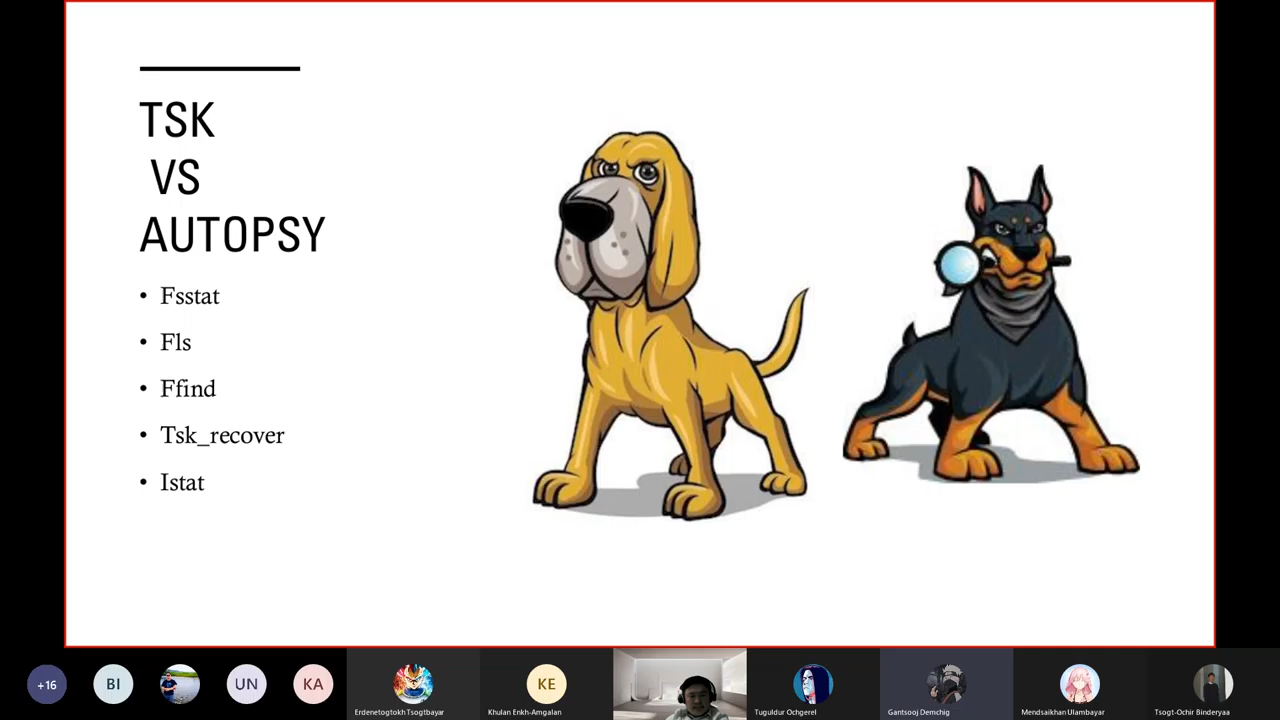 TSK
VS
AUTOPSY
• Fsstat
• Fls
• Ffind
• Tsk_recover
• Istat
+16
BI
UN
KA
Erdenetogtokh Tsogtbayar
KE
Khulan Enkh-Amgalan
Tuguldur Ochgerel
Gantsooj Demchig
Mendsaikhan Ulambayar
Tsogt-Ochir Binderyaa